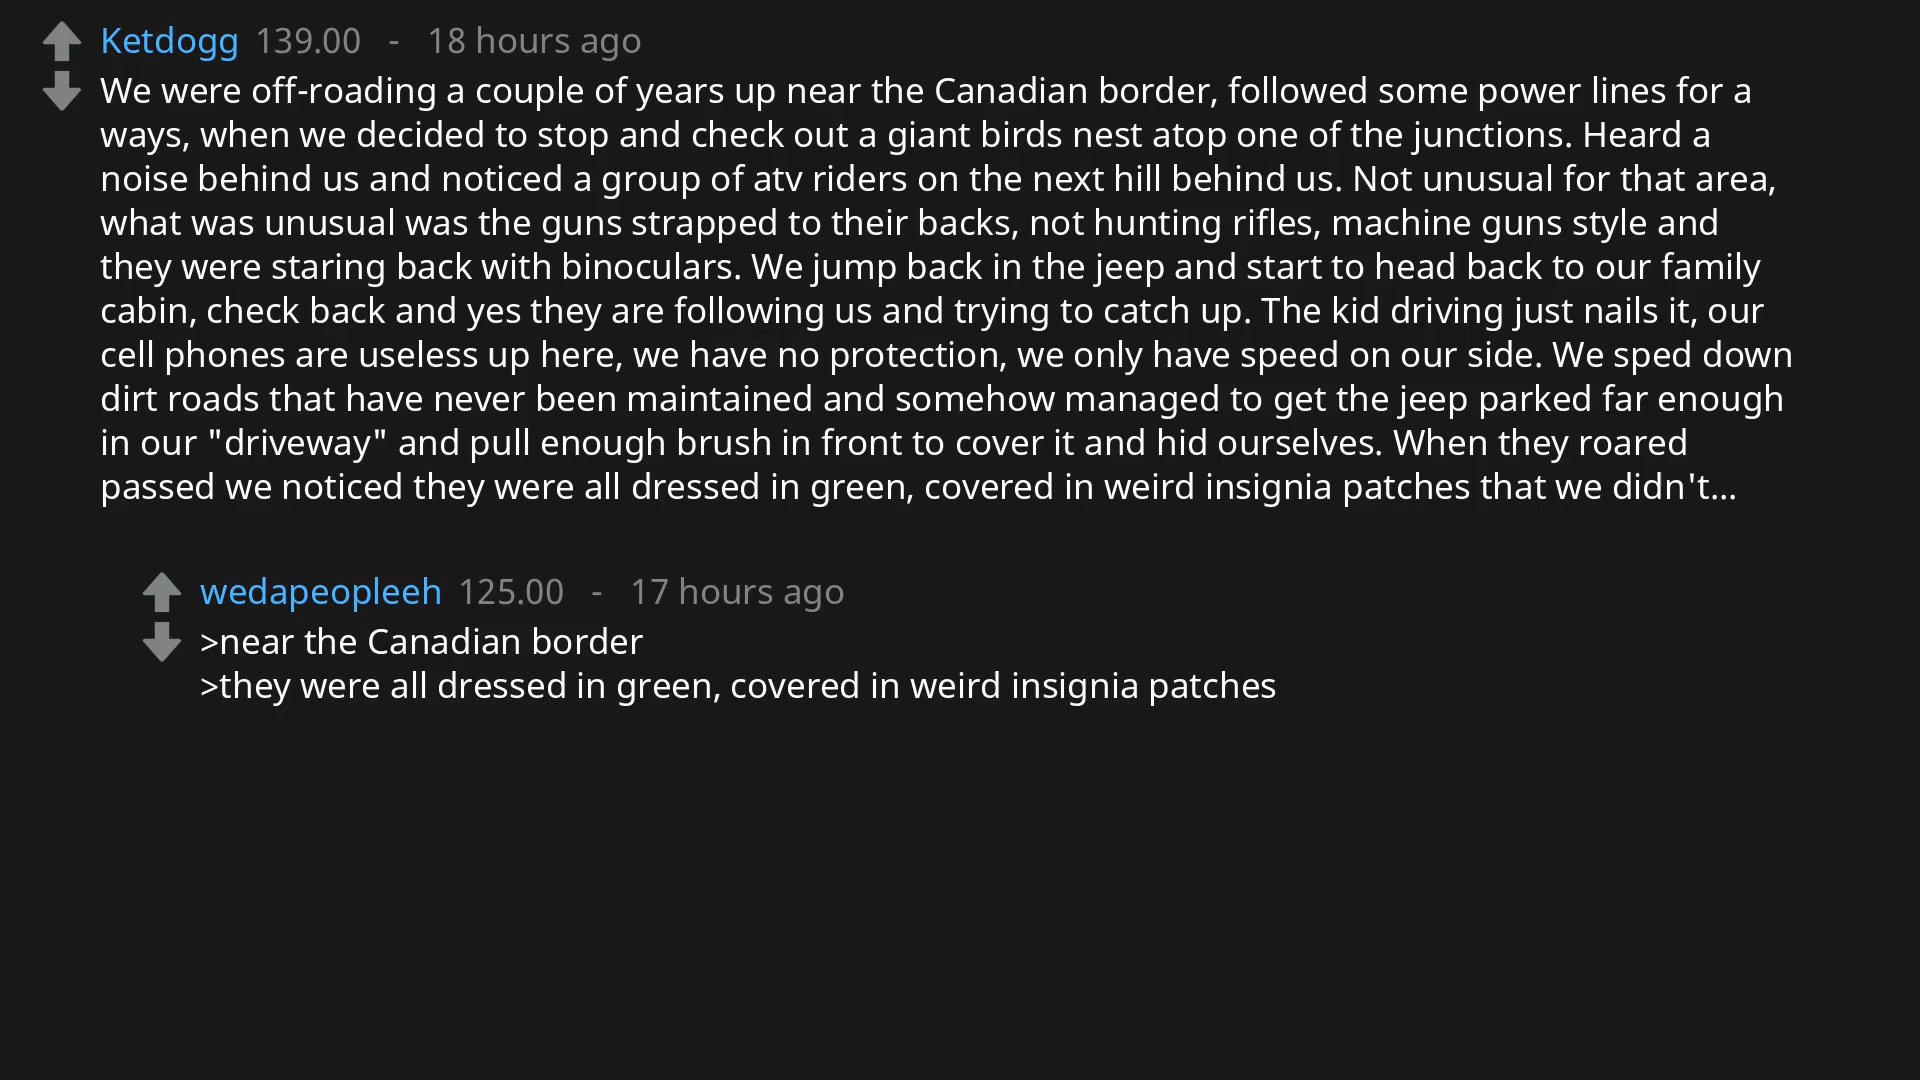 Ketdogg 139.00 - 18 hours ago
We were off-roading a couple of years up near the Canadian border, followed some power lines for a
ways, when we decided to stop and check out a giant birds nest atop one of the junctions. Heard a
noise behind us and noticed a group of atv riders on the next hill behind us. Not unusual for that area,
what was unusual was the guns strapped to their backs, not hunting rifles, machine guns style and
they were staring back with binoculars. We jump back in the jeep and start to head back to our family
cabin, check back and yes they are following us and trying to catch up. The kid driving just nails it, our
cell phones are useless up here, we have no protection, we only have speed on our side. We sped down
dirt roads that have never been maintained and somehow managed to get the jeep parked far enough
in our "driveway" and pull enough brush in front to cover it and hid ourselves. When they roared
passed we noticed they were all dressed in green, covered in weird insignia patches that we didn't...
wedapeopleeh 125.00 - 17 hours ago
>near the Canadian border
>they were all dressed in green, covered in weird insignia patches